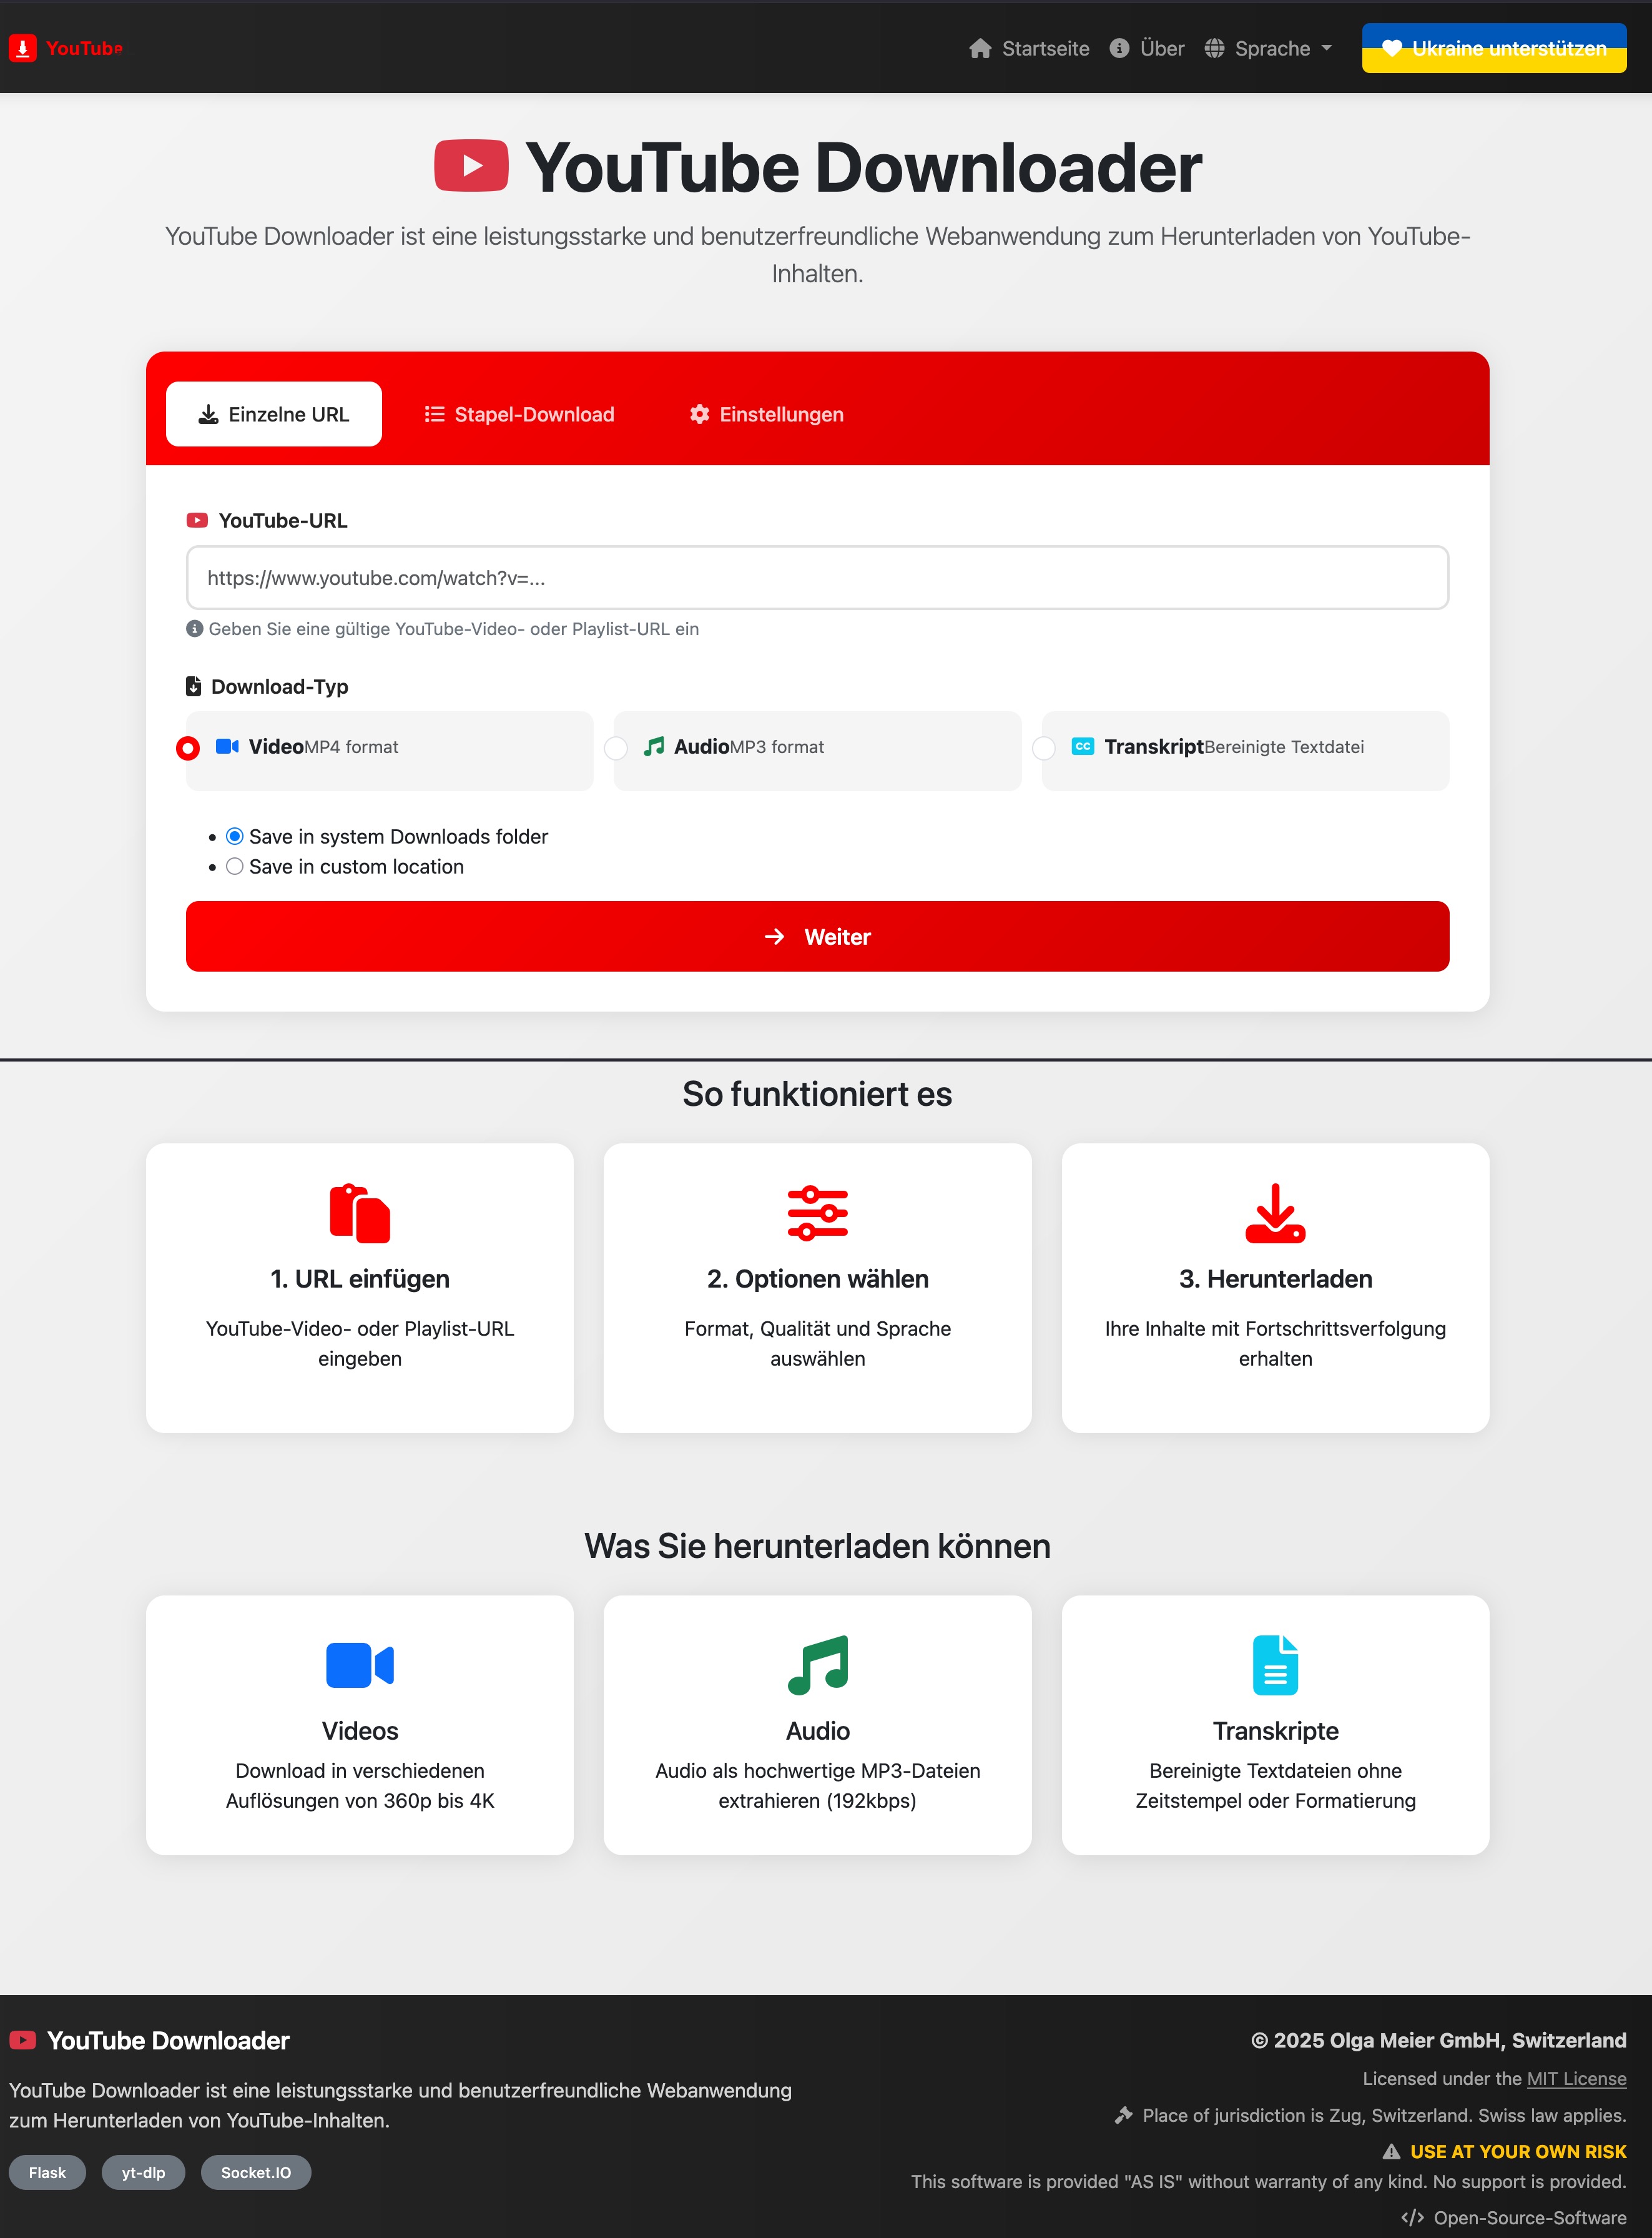 YouTube
Startseite
Über
Sprache
Ukraine unterstützen
YouTube Downloader
YouTube Downloader ist eine leistungsstarke und benutzerfreundliche Webanwendung zum Herunterladen von YouTube-
Inhalten.
Einzelne URL
Stapel-Download
Einstellungen
YouTube-URL
https://www.youtube.com/watch?v=...
Geben Sie eine gültige YouTube-Video- oder Playlist-URL ein
Download-Typ
Video MP4 format
Audio MP3 format
CC Transkript Bereinigte Textdatei
Save in system Downloads folder
Save in custom location
Weiter
So funktioniert es
1. URL einfügen
YouTube-Video- oder Playlist-URL
eingeben
2. Optionen wählen
Format, Qualität und Sprache
auswählen
3. Herunterladen
Ihre Inhalte mit Fortschrittsverfolgung
erhalten
Was Sie herunterladen können
Videos
Download in verschiedenen
Auflösungen von 360p bis 4K
Audio
Audio als hochwertige MP3-Dateien
extrahieren (192kbps)
Transkripte
Bereinigte Textdateien ohne
Zeitstempel oder Formatierung
YouTube Downloader
YouTube Downloader ist eine leistungsstarke und benutzerfreundliche Webanwendung
zum Herunterladen von YouTube-Inhalten.
Flask
yt-dlp
Socket.IO
© 2025 Olga Meier GmbH, Switzerland
Licensed under the MIT License
Place of jurisdiction is Zug, Switzerland. Swiss law applies.
USE AT YOUR OWN RISK
This software is provided "AS IS" without warranty of any kind. No support is provided.
</> Open-Source-Software